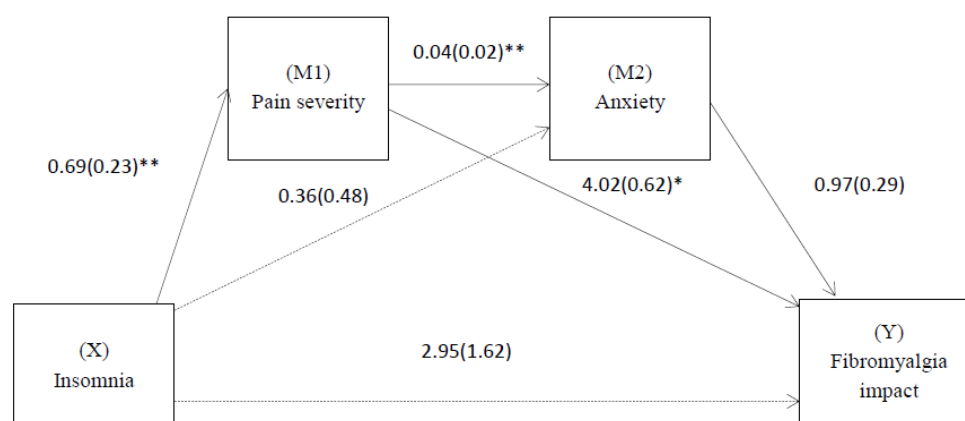 (M1)
Pain severity
0.04(0.02)**
(M2)
Anxiety
0.69(0.23)**
0.36(0.48)
4.02(0.62)*
0.97(0.29)
(X)
Insomnia
2.95(1.62)
(Y)
Fibromyalgia
impact